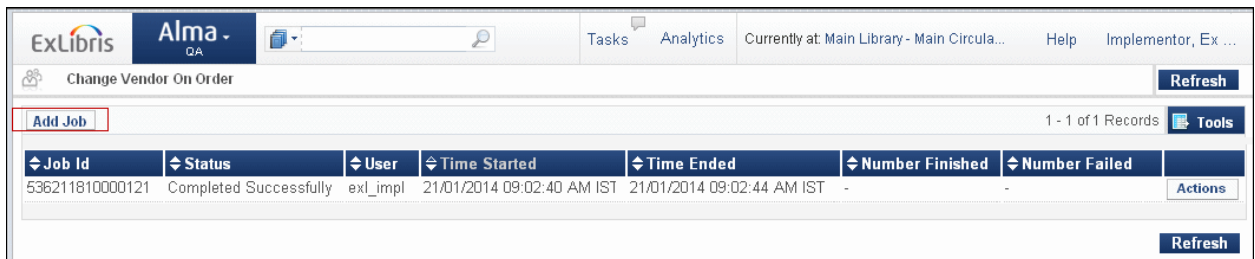 ExLibris Alma QA Tasks Analytics Currently at: Main Library - Main Circula... Help Implementor, Ex ...
Change Vendor On Order Refresh
Add Job 1 - 1 of 1 Records Tools
Job Id Status User Time Started Time Ended Number Finished Number Failed
536211810000121 Completed Successfully exl_impl 21/01/2014 09:02:40 AM IST 21/01/2014 09:02:44 AM IST - - Actions
Refresh